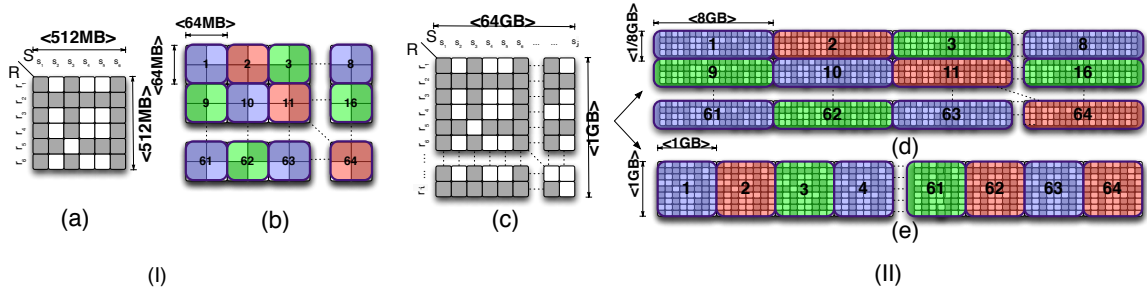 <512MB>
S
R
s₁ s₂ s₃ s₄ s₅ s₆
r₁
r₂
r₃
r₄
r₅
r₆
<512MB>
(a)
<64MB>
<64MB>
1 2 3 8
9 10 11 16
61 62 63 64
(b)
(I)
<64GB>
S
R
s₁ s₂ s₃ s₄ s₅ s₆ ... ... sⱼ
r₁
r₂
r₃
r₄
r₅
r₆
<1GB>
(c)
<8GB>
<1/8GB>
1 2 3 8
9 10 11 16
61 62 63 64
(d)
<1GB>
<1GB>
1 2 3 4 61 62 63 64
(e)
(II)